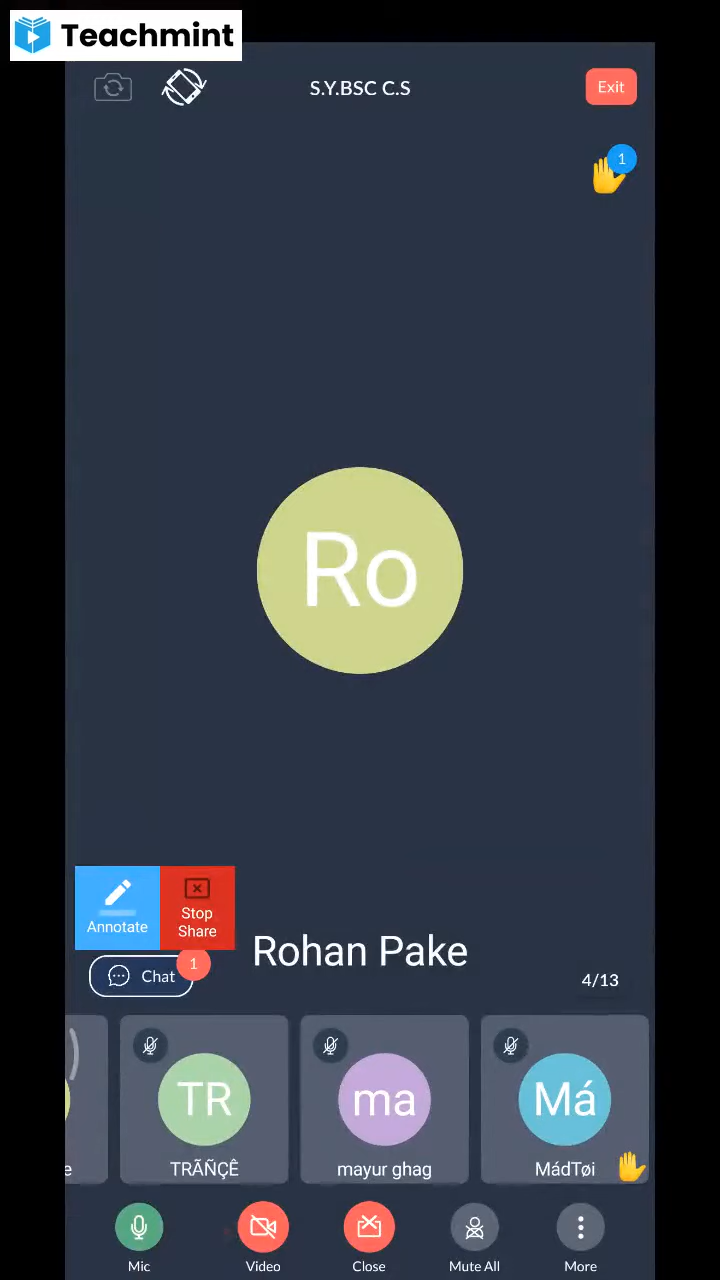 Teachmint
S.Y.BSC C.S
Exit
1
Ro
Annotate
Stop
Share
Rohan Pake
Chat
1
4/13
TR
ma
Má
e
TRÃÑÇÊ
mayur ghag
MádTøi
Mic
Video
Close
Mute All
More